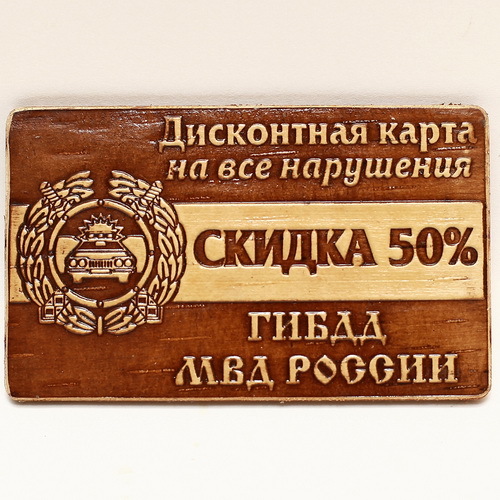 Дисконтная карта
на все нарушения
СКИДКА 50%
ГИБДД
МВД РОССИИ